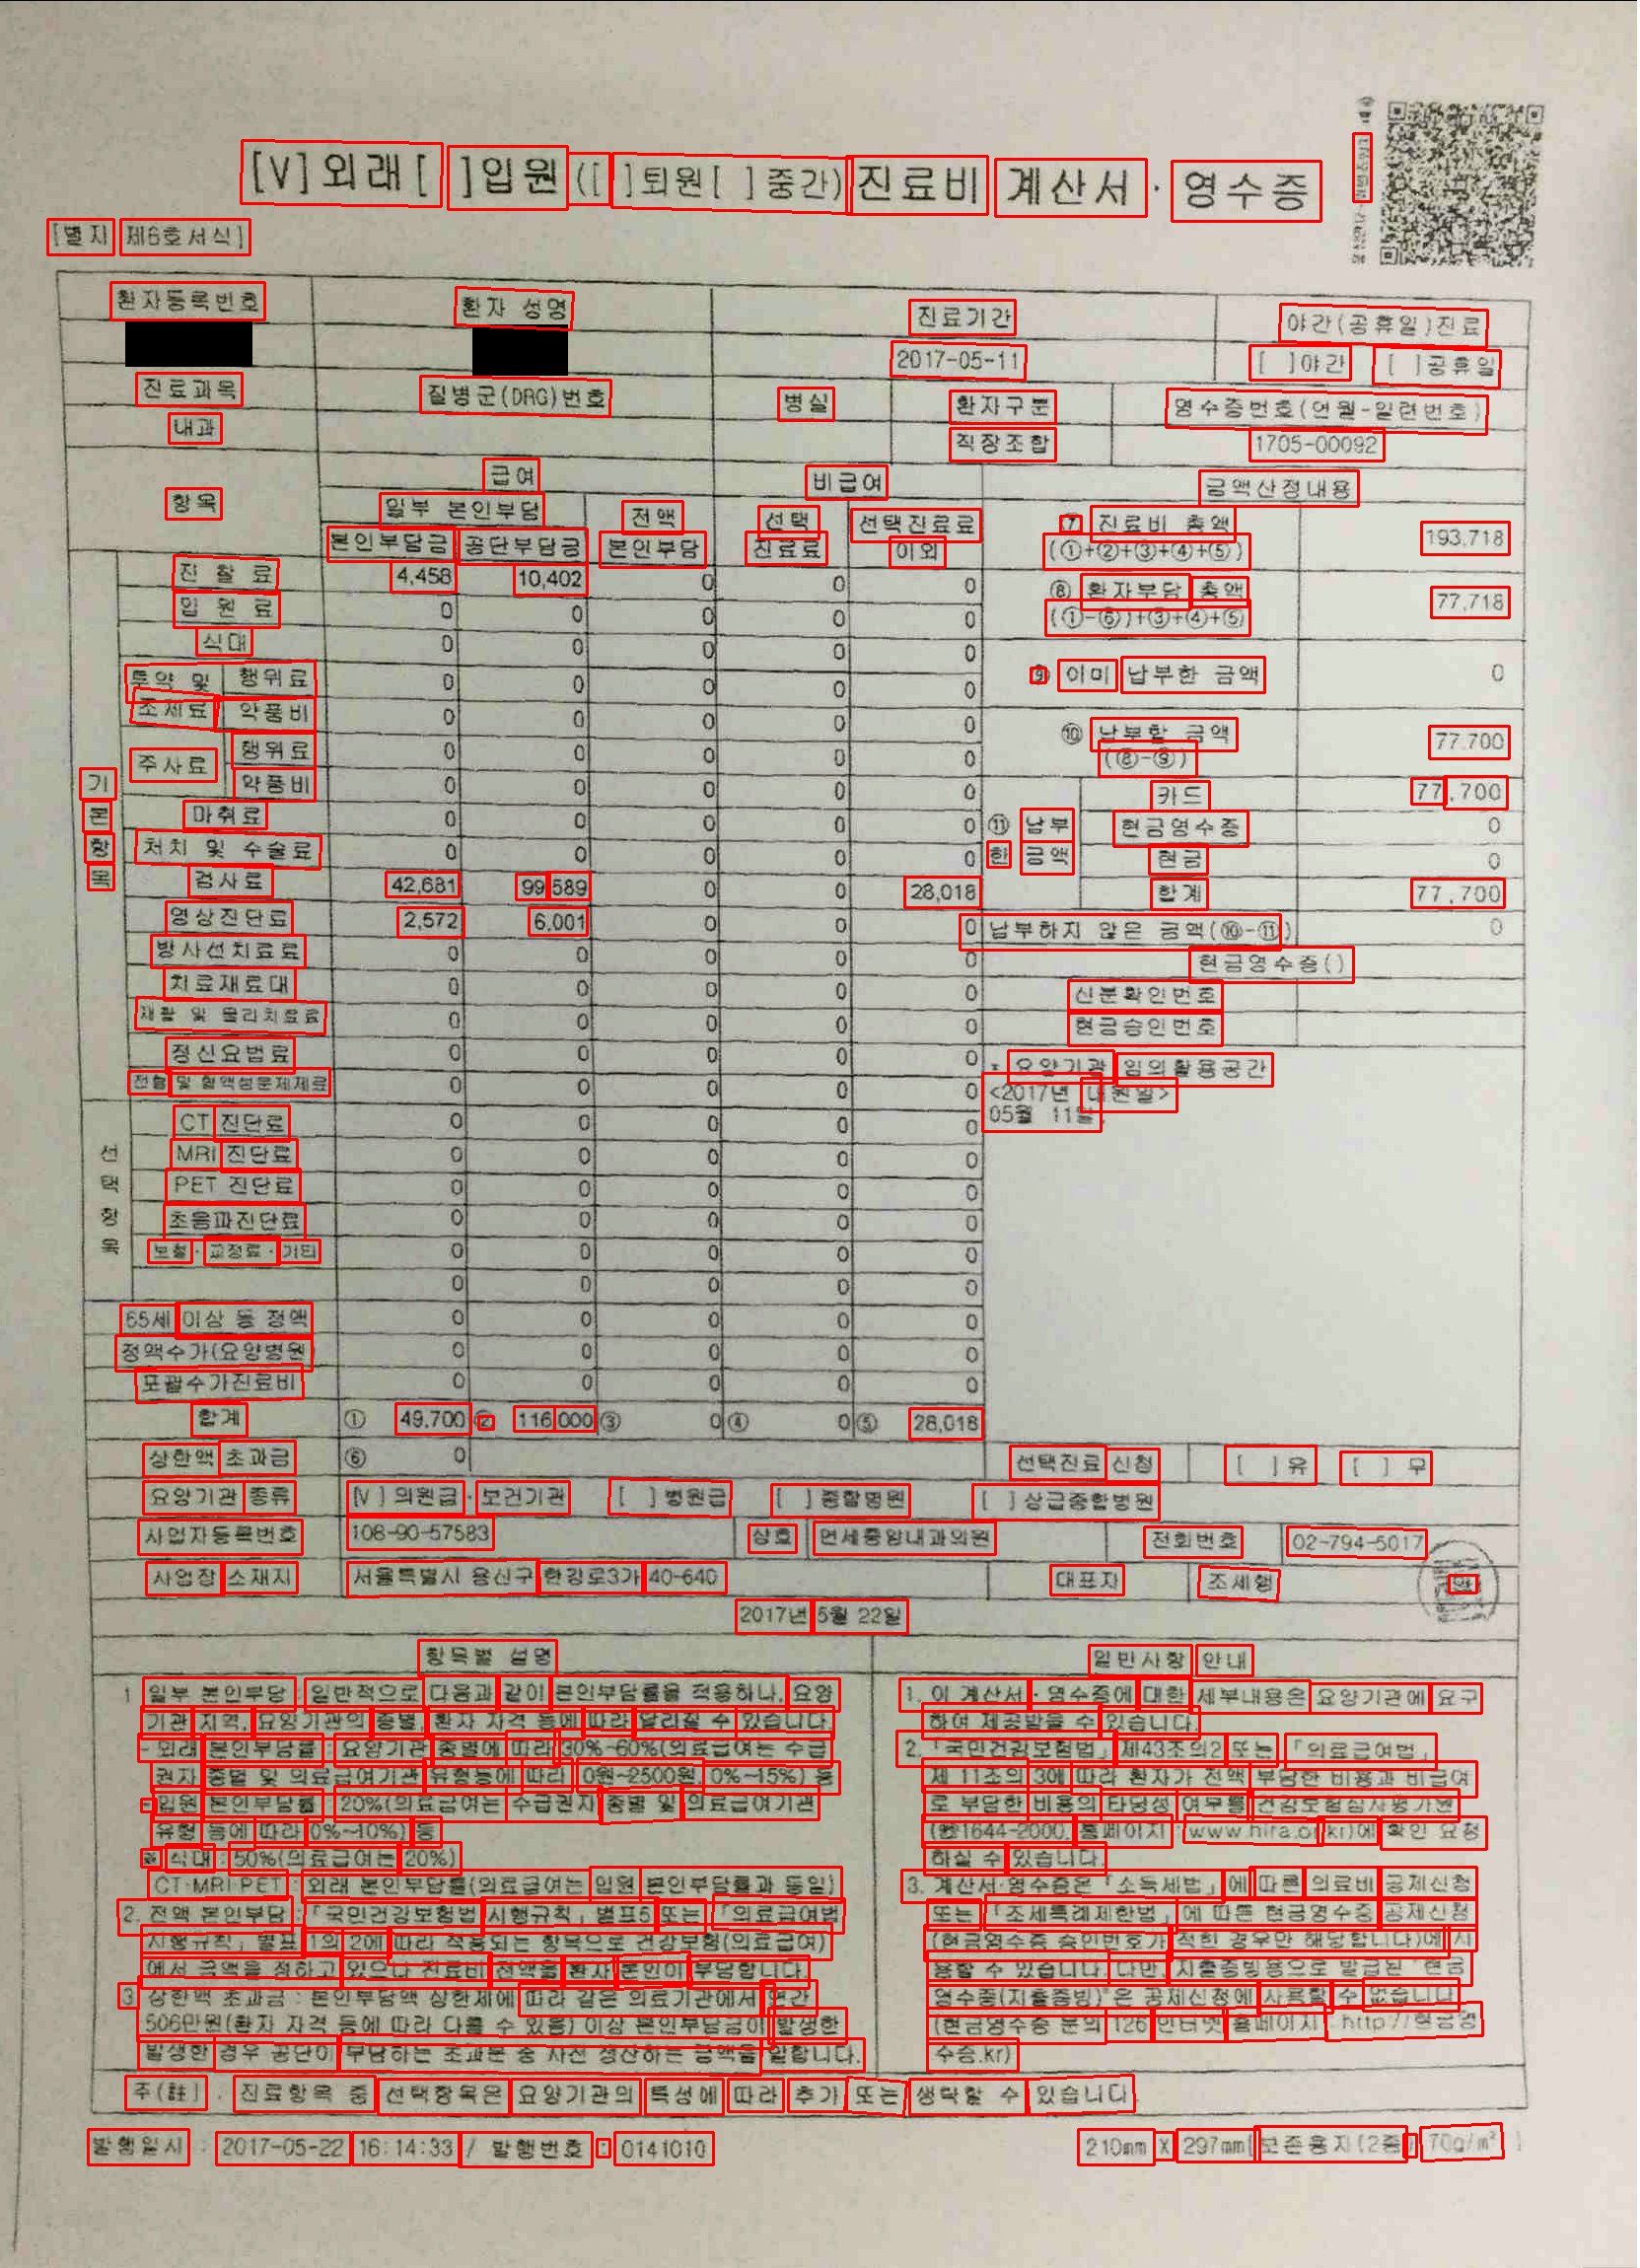 [V]외래[ ]입원([ ]퇴원[ ]중간)진료비 계산서·영수증
[별지 제6호서식]
환자등록번호 환자 성명 진료기간 야간(공휴일)진료
2017-05-11 [ ]야간 [ ]공휴일
진료과목 질병군(DRG)번호 병실 환자구분 영수증번호(연월-일련번호)
내과 직장조합 1705-00092
항목 급여 비급여 금액산정내용
일부 본인부담 전액 본인부담 선택 진료료 선택진료료 이외
본인부담금 공단부담금
⑦ 진료비 총액 (①+②+③+④+⑤) 193,718
기본항목
진찰료 4,458 10,402 0 0 0
⑧ 환자부담 총액 (①-⑥)+③+④+⑤) 77,718
입원료 0 0 0 0 0
식대 0 0 0 0 0
투약 및 조제료 행위료 0 0 0 0 0
⑨ 이미 납부한 금액 0
약품비 0 0 0 0 0
⑩ 납부할 금액 (⑧-⑨) 77,700
주사료 행위료 0 0 0 0 0
약품비 0 0 0 0 0
⑪ 납부한 금액 카드 77,700
마취료 0 0 0 0 0
현금영수증 0
처치 및 수술료 0 0 0 0 0
현금 0
검사료 42,681 99,589 0 0 28,018
합계 77,700
영상진단료 2,572 6,001 0 0 0
납부하지 않은 금액(⑩-⑪) 0
방사선치료료 0 0 0 0 0
현금영수증()
치료재료대 0 0 0 0 0
신분확인번호
재활 및 물리치료료 0 0 0 0 0
현금승인번호
정신요법료 0 0 0 0 0
* 요양기관 임의활용공간
전혈 및 혈액성분제제료 0 0 0 0 0
<2017년 내원일>
05월 11일,
선택항목
CT 진단료 0 0 0 0 0
MRI 진단료 0 0 0 0 0
PET 진단료 0 0 0 0 0
초음파진단료 0 0 0 0 0
보철·교정료·기타 0 0 0 0 0
0 0 0 0 0
65세 이상 등 정액 0 0 0 0 0
정액수가(요양병원 0 0 0 0 0
포괄수가진료비 0 0 0 0 0
합계 ① 49,700 ② 116,000 ③ 0 ④ 0 ⑤ 28,018
상한액 초과금 ⑥ 0 선택진료 신청 [ ]유 [ ]무
요양기관 종류 [V]의원급·보건기관 [ ]병원급 [ ]종합병원 [ ]상급종합병원
사업자등록번호 108-90-57583 상호 연세중앙내과의원 전화번호 02-794-5017
사업장 소재지 서울특별시 용산구 한강로3가 40-640 대표자 조세행
2017년 5월 22일
항목별 설명 일반사항 안내
1 일부 본인부담 : 일반적으로 다음과 같이 본인부담률을 적용하나, 요양
기관 지역, 요양기관의 종별, 환자 자격 등에 따라 달라질 수 있습니다.
- 외래 본인부담률 : 요양기관 종별에 따라 30%~60%(의료급여는 수급
권자 종별 및 의료급여기관 유형등에 따라 0원~2500원, 0%~15%) 등
- 입원 본인부담률 : 20%(의료급여는 수급권자 종별 및 의료급여기관
유형 등에 따라 0%~10%) 등
식대 : 50%(의료급여는 20%)
CT·MRI·PET : 외래 본인부담률(의료급여는 입원 본인부담률과 동일)
2. 전액 본인부담 : 「국민건강보험법 시행규칙」 별표5 또는 「의료급여법
시행규칙」 별표 1의 2에 따라 적용되는 항목으로 건강보험(의료급여)
에서 금액을 정하고 있으나 진료비 전액을 환자 본인이 부담합니다.
3 상한액 초과금 : 본인부담액 상한제에 따라 같은 의료기관에서 연간
506만원(환자 자격 등에 따라 다를 수 있음) 이상 본인부담금이 발생한
발생한 경우 공단이 부담하는 초과분 중 사전 정산하는 금액을 말합니다.
1. 이 계산서·영수증에 대한 세부내용은 요양기관에 요구
하여 제공받을 수 있습니다.
2. 「국민건강보험법」 제43조의2 또는 「의료급여법」
제 11조의 3에 따라 환자가 전액 부담한 비용과 비급여
로 부담한 비용의 타당성 여부를 건강보험심사평가원
(☎1644-2000, 홈페이지 : www.hira.or.kr)에 확인 요청
하실 수 있습니다.
3. 계산서·영수증은 「소득세법」에 따른 의료비 공제신청
또는 「조세특례제한법」에 따른 현금영수증 공제신청
(현금영수증 승인번호가 적힌 경우만 해당합니다)에 사
용할 수 있습니다. 다만, 지출증빙용으로 발급된 "현금
영수증(지출증빙)"은 공제신청에 사용할 수 없습니다.
(현금영수증 문의 126 인터넷 홈페이지 : http://현금영
수증.kr)
주(註) . 진료항목 중 선택항목은 요양기관의 특성에 따라 추가 또는 생략할 수 있습니다
발행일시 : 2017-05-22 16:14:33 / 발행번호 : 0141010 210mm X 297mm[보존용지(2종) 70g/m²]